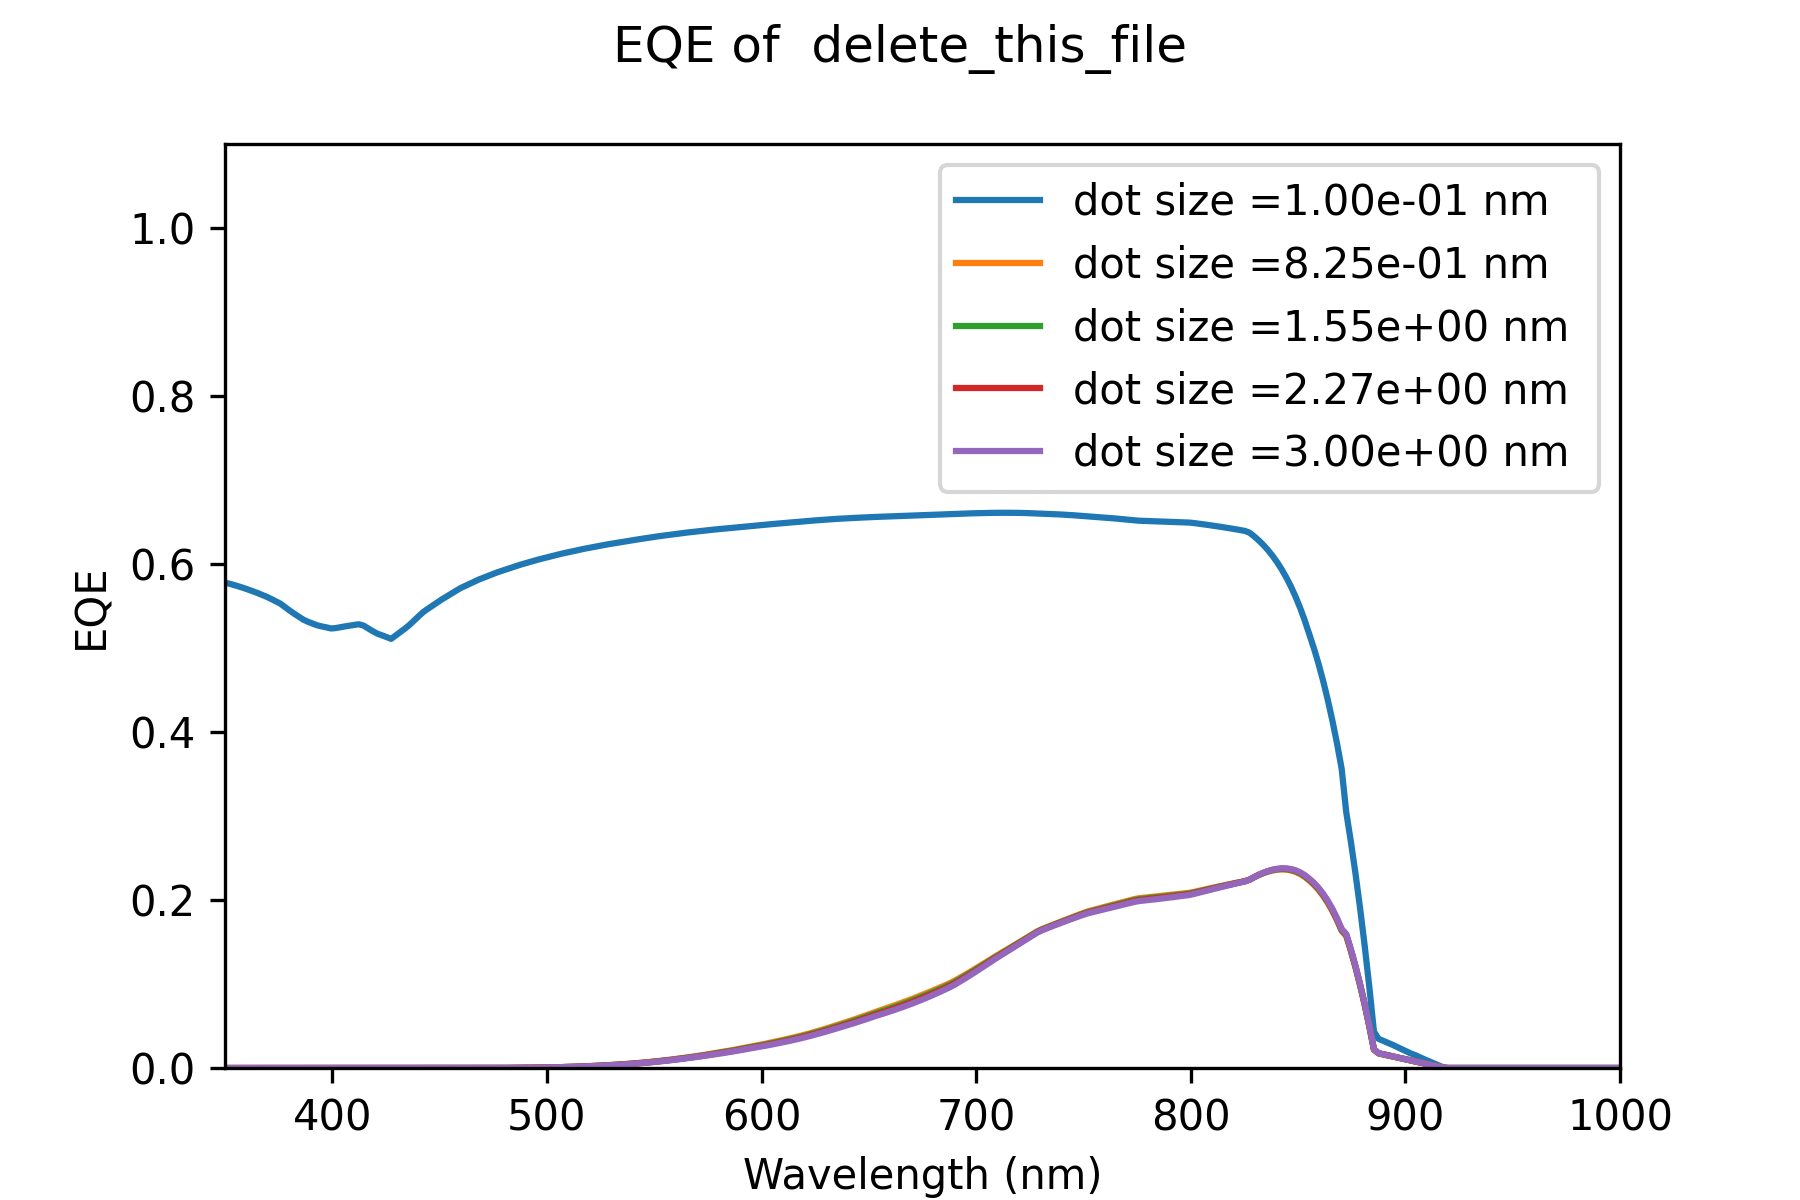 EQE of  delete_this_file
dot size =1.00e-01 nm
dot size =8.25e-01 nm
dot size =1.55e+00 nm
dot size =2.27e+00 nm
dot size =3.00e+00 nm
1.0
0.8
0.6
0.4
0.2
0.0
EQE
400 500 600 700 800 900 1000
Wavelength (nm)